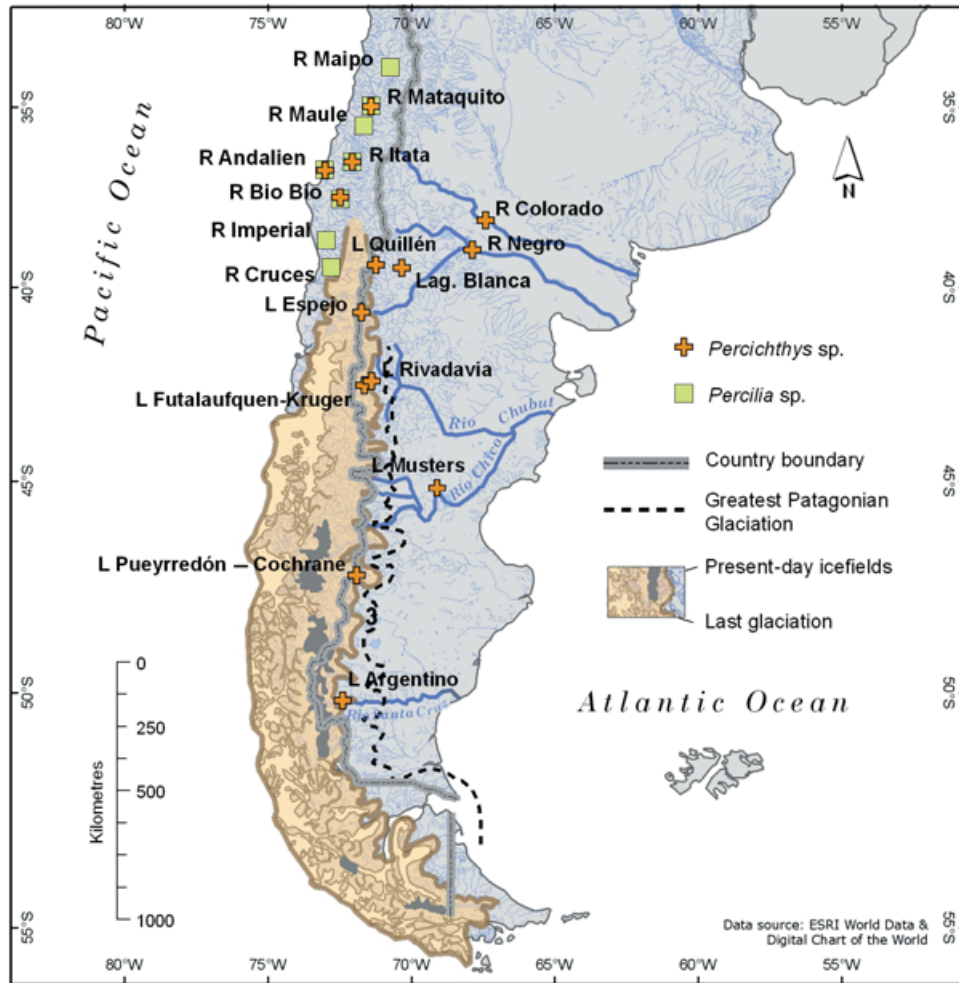 80°W 75°W 70°W 65°W 60°W 55°W
R Maipo
R Mataquito
35°S
35°S
R Maule
R Andalien
R Itata
R Bio Bio
R Colorado
N
R Imperial
L Quillén
R Negro
R Cruces
Lag. Blanca
40°S
40°S
L Espejo
Pacific Ocean
Percichthys sp.
Rivadavia
L Futalaufquen-Kruger
Percilia sp.
Rio Chubut
L Musters
Rio Chico
45°S
45°S
Country boundary
Greatest Patagonian
Glaciation
L Pueyrredón – Cochrane
Present-day icefields
3
Last glaciation
0
L Argentino
50°S
50°S
Rio Santa Cruz
Atlantic Ocean
250
500
Kilometres
1000
55°S
55°S
Data source: ESRI World Data &
Digital Chart of the World
80°W 75°W 70°W 65°W 60°W 55°W